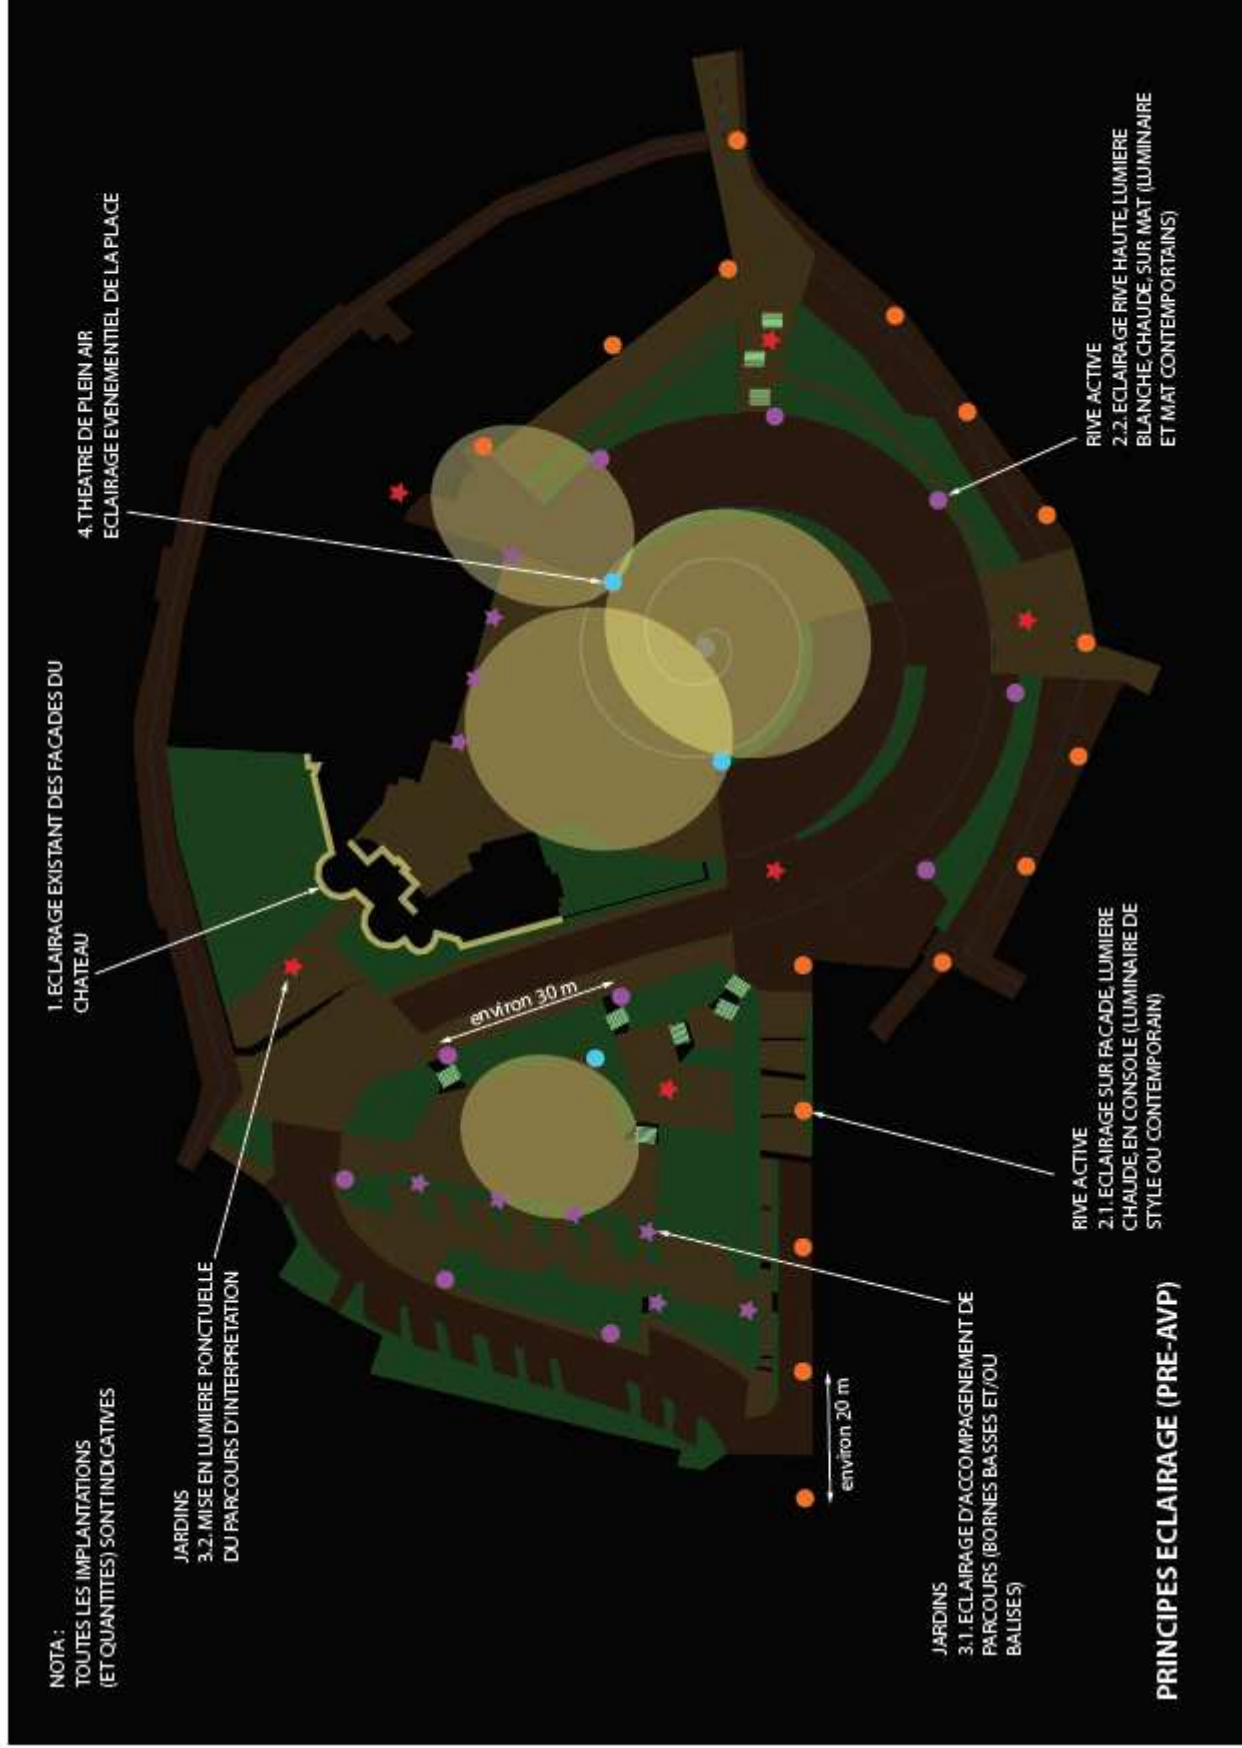 NOTA :
TOUTES LES IMPLANTATIONS
(ET QUANTITES) SONT INDICATIVES
1.ECLAIRAGE EXISTANT DES FACADES DU
CHATEAU
4. THEATRE DE PLEIN AIR
ECLAIRAGE EVENEMENTIEL DE LA PLACE
JARDINS
3.2. MISE EN LUMIERE PONCTUELLE
DU PARCOURS D'INTERPRETATION
environ 30 m
environ 20 m
JARDINS
3.1. ECLAIRAGE D'ACCOMPAGENEMENT DE
PARCOURS (BORNES BASSES ET/OU
BALISES)
RIVE ACTIVE
2.1. ECLAIRAGE SUR FACADE, LUMIERE
CHAUDE, EN CONSOLE (LUMINAIRE DE
STYLE OU CONTEMPORAIN)
RIVE ACTIVE
2.2. ECLAIRAGE RIVE HAUTE, LUMIERE
BLANCHE, CHAUDE, SUR MAT (LUMINAIRE
ET MAT CONTEMPORTAINS)
PRINCIPES ECLAIRAGE (PRE-AVP)